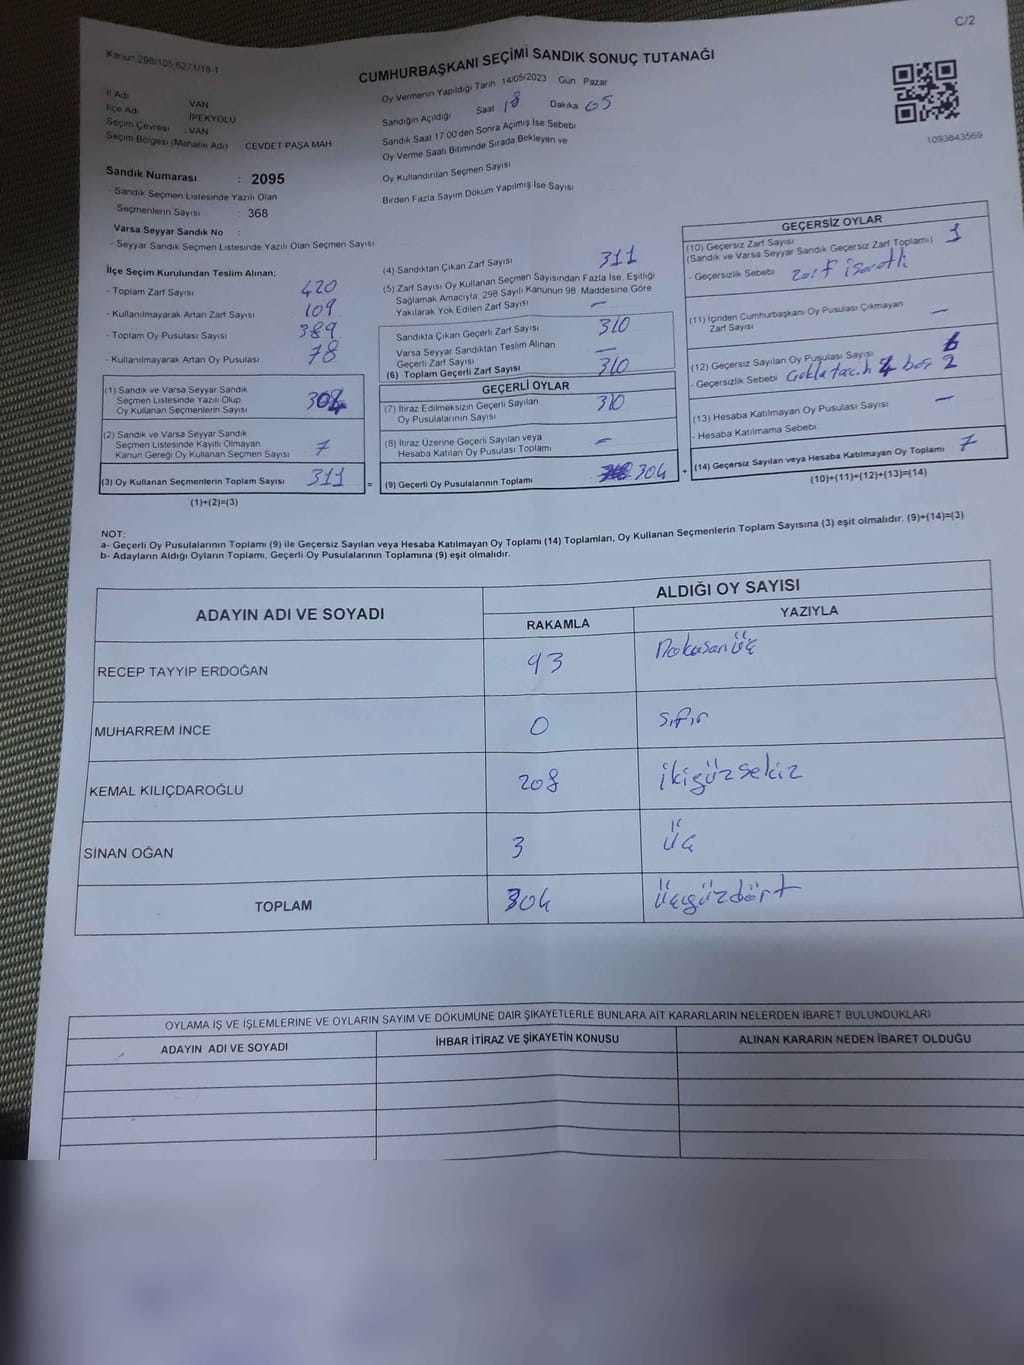 C/2
Kanun 298/105,6271/18-1
CUMHURBAŞKANI SEÇİMİ SANDIK SONUÇ TUTANAĞI
İl Adı : VAN
İlçe Adı : İPEKYOLU
Seçim Çevresi : VAN
Seçim Bölgesi (Mahalle Adı) CEVDET PAŞA MAH
Sandık Numarası : 2095
- Sandık Seçmen Listesinde Yazılı Olan
Seçmenlerin Sayısı : 368
Varsa Seyyar Sandık No :
- Seyyar Sandık Seçmen Listesinde Yazılı Olan Seçmen Sayısı
Oy Vermenin Yapıldığı Tarih 14/05/2023 Gün Pazar
Sandığın Açıldığı Saat 18 Dakika 05
Sandık Saat 17:00'den Sonra Açımış İse Sebebi
Oy Verme Saati Bitiminde Sırada Bekleyen ve
Oy Kullandırılan Seçmen Sayısı
Birden Fazla Sayım Döküm Yapılmış İse Sayısı
1093843569
İlçe Seçim Kurulundan Teslim Alınan;
- Toplam Zarf Sayısı 420
- Kullanılmayarak Artan Zarf Sayısı 109
- Toplam Oy Pusulası Sayısı 389
- Kullanılmayarak Artan Oy Pusulası 78
(1) Sandık ve Varsa Seyyar Sandık
Seçmen Listesinde Yazılı Olup
Oy Kullanan Seçmenlerin Sayısı
(2) Sandık ve Varsa Seyyar Sandık
Seçmen Listesinde Kayıtlı Olmayan
Kanun Gereği Oy Kullanan Seçmen Sayısı 7
(3) Oy Kullanan Seçmenlerin Toplam Sayısı 311 =
(1)+(2)=(3)
(4) Sandıktan Çıkan Zarf Sayısı 311
(5) Zarf Sayısı Oy Kullanan Seçmen Sayısından Fazla İse, Eşitliği
Sağlamak Amacıyla, 298 Sayılı Kanunun 98. Maddesine Göre
Yakılarak Yok Edilen Zarf Sayısı —
Sandıkta Çıkan Geçerli Zarf Sayısı 310
Varsa Seyyar Sandıktan Teslim Alınan
Geçerli Zarf Sayısı —
(6) Toplam Geçerli Zarf Sayısı 310
GEÇERLİ OYLAR
(7) İtiraz Edilmeksizin Geçerli Sayılan
Oy Pusulalarının Sayısı 310
(8) İtiraz Üzerine Geçerli Sayılan veya
Hesaba Katılan Oy Pusulası Toplamı —
(9) Geçerli Oy Pusulalarının Toplamı 304 +
GEÇERSİZ OYLAR
(10) Geçersiz Zarf Sayısı
(Sandık ve Varsa Seyyar Sandık Geçersiz Zarf Toplamı) 1
- Geçersizlik Sebebi zarf işaretli
(11) İçinden Cumhurbaşkanı Oy Pusulası Çıkmayan
Zarf Sayısı —
(12) Geçersiz Sayılan Oy Pusulası Sayısı 6
- Geçersizlik Sebebi 4 boş 2
(13) Hesaba Katılmayan Oy Pusulası Sayısı —
- Hesaba Katılmama Sebebi
(14) Geçersiz Sayılan veya Hesaba Katılmayan Oy Toplamı 7
(10)+(11)+(12)+(13)=(14)
NOT:
a- Geçerli Oy Pusulalarının Toplamı (9) ile Geçersiz Sayılan veya Hesaba Katılmayan Oy Toplamı (14) Toplamları, Oy Kullanan Seçmenlerin Toplam Sayısına (3) eşit olmalıdır. (9)+(14)=(3)
b- Adayların Aldığı Oyların Toplamı, Geçerli Oy Pusulalarının Toplamına (9) eşit olmalıdır.
ADAYIN ADI VE SOYADI ALDIĞI OY SAYISI
RAKAMLA YAZIYLA
RECEP TAYYİP ERDOĞAN 93 Doksanüç
MUHARREM İNCE 0 sıfır
KEMAL KILIÇDAROĞLU 208 ikiyüzsekiz
SİNAN OĞAN 3 üç
TOPLAM 304 üçyüzdört
OYLAMA İŞ VE İŞLEMLERİNE VE OYLARIN SAYIM VE DÖKÜMÜNE DAİR ŞİKAYETLERLE BUNLARA AİT KARARLARIN NELERDEN İBARET BULUNDUKLARI
ADAYIN ADI VE SOYADI İHBAR İTİRAZ VE ŞİKAYETİN KONUSU ALINAN KARARIN NEDEN İBARET OLDUĞU